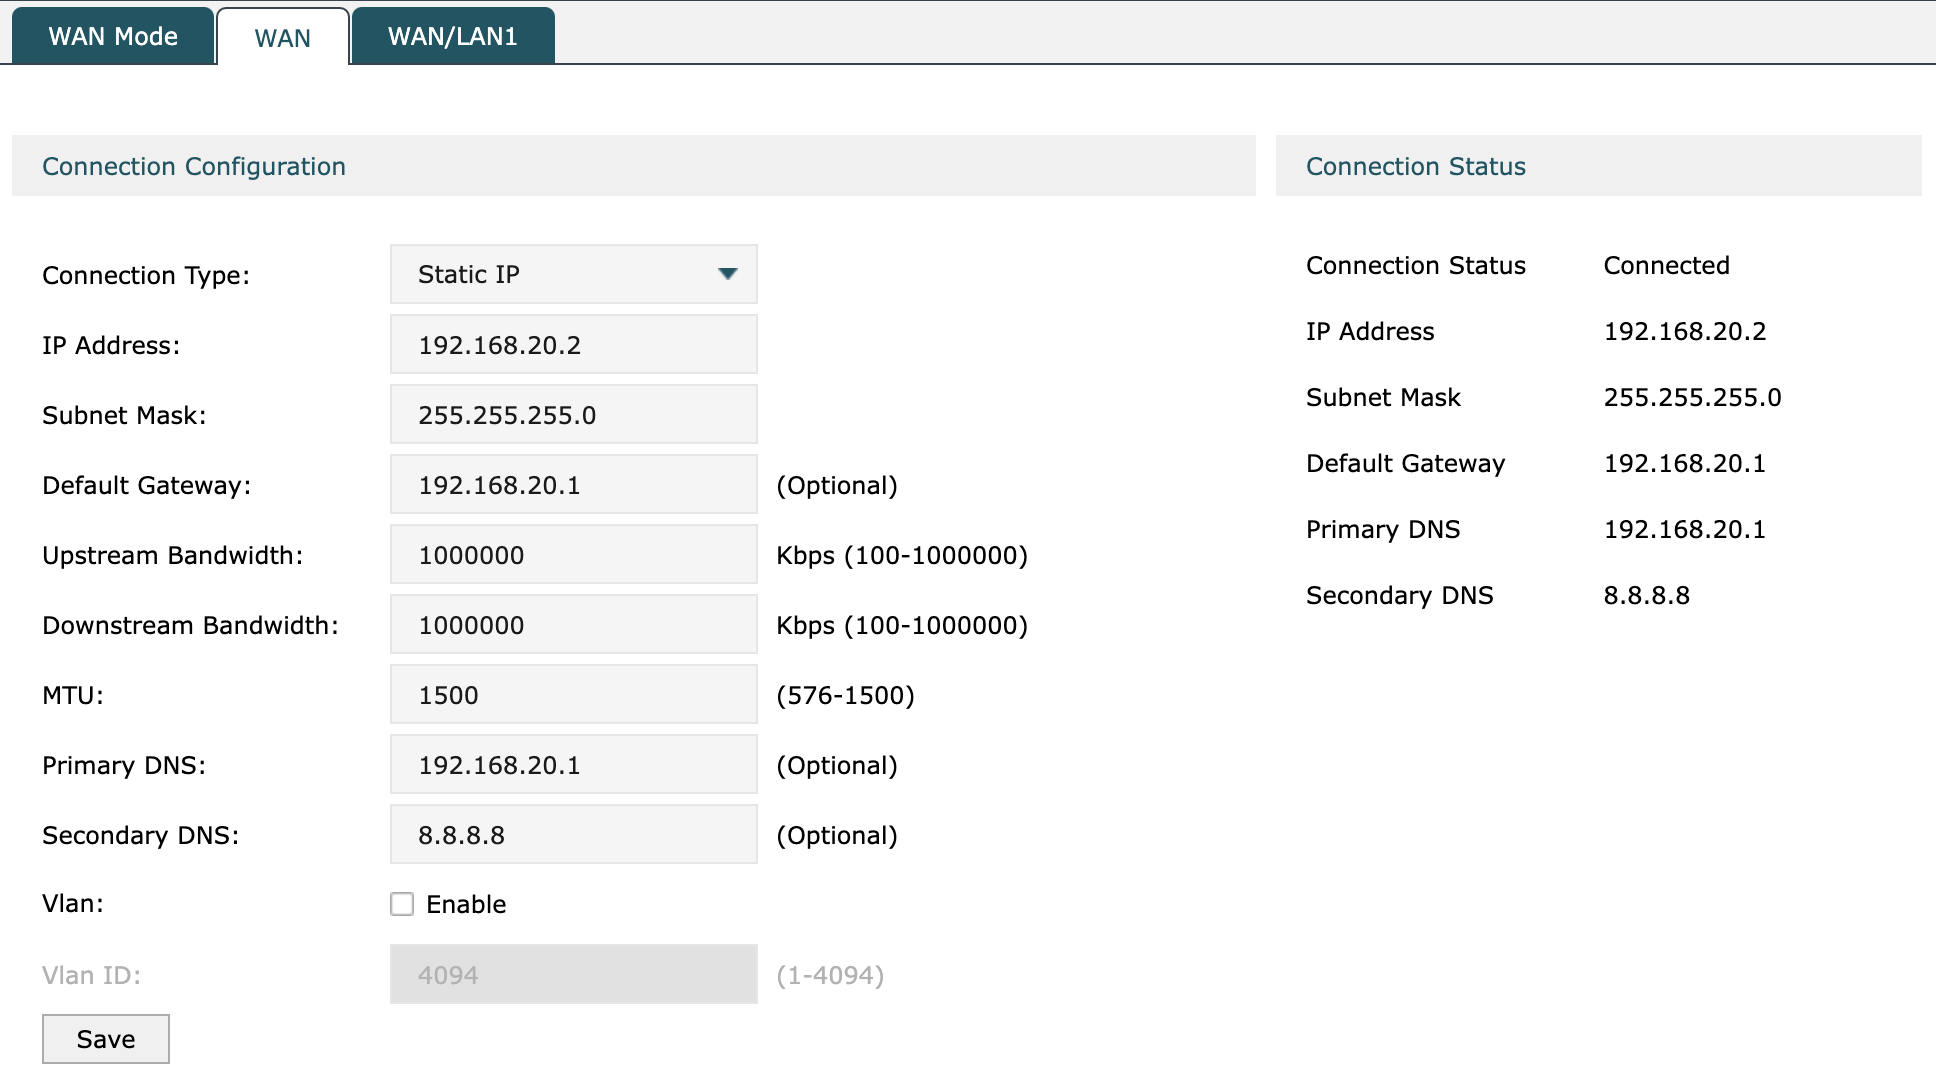 WAN Mode WAN WAN/LAN1
Connection Configuration
Connection Type: Static IP
IP Address: 192.168.20.2
Subnet Mask: 255.255.255.0
Default Gateway: 192.168.20.1 (Optional)
Upstream Bandwidth: 1000000 Kbps (100-1000000)
Downstream Bandwidth: 1000000 Kbps (100-1000000)
MTU: 1500 (576-1500)
Primary DNS: 192.168.20.1 (Optional)
Secondary DNS: 8.8.8.8 (Optional)
Vlan: Enable
Vlan ID: 4094 (1-4094)
Save
Connection Status
Connection Status Connected
IP Address 192.168.20.2
Subnet Mask 255.255.255.0
Default Gateway 192.168.20.1
Primary DNS 192.168.20.1
Secondary DNS 8.8.8.8